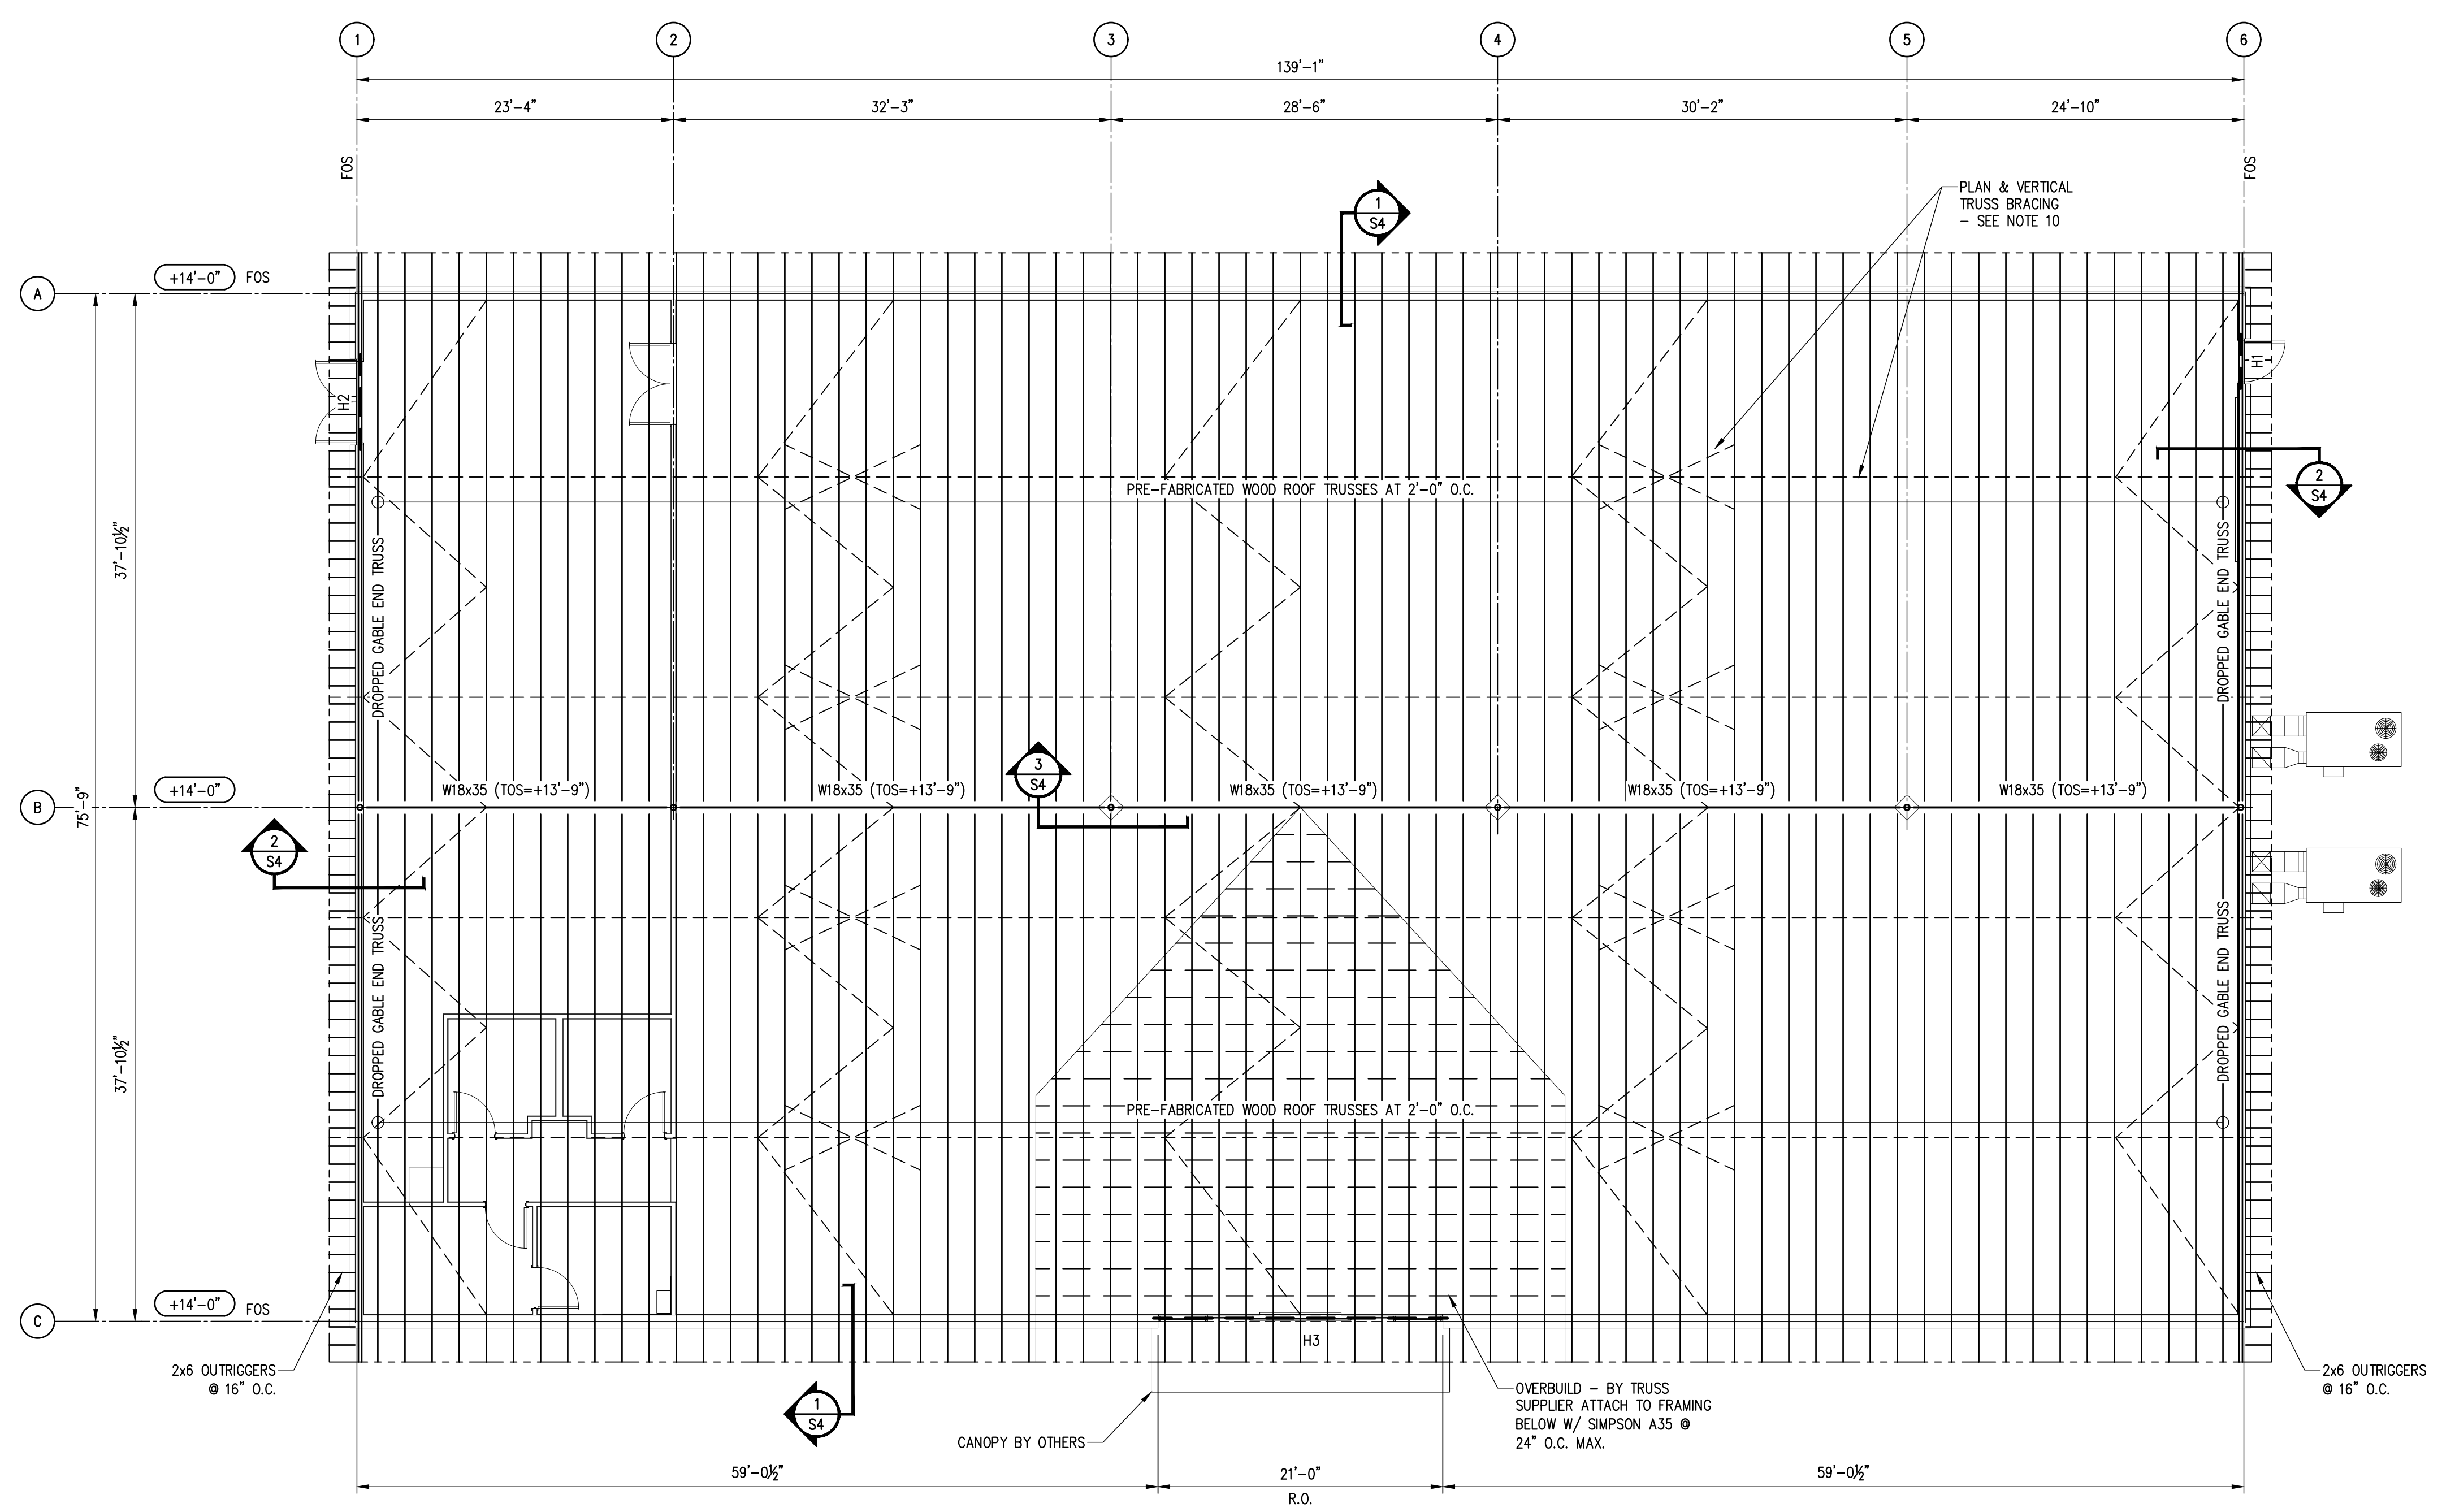 1
2
3
4
5
6
139'-1"
23'-4"
32'-3"
28'-6"
30'-2"
24'-10"
FOS
FOS
PLAN & VERTICAL
TRUSS BRACING
- SEE NOTE 10
1
S4
A
+14'-0"
FOS
H2
H1
2
S4
PRE-FABRICATED WOOD ROOF TRUSSES AT 2'-0" O.C.
37'-10½"
DROPPED GABLE END TRUSS
DROPPED GABLE END TRUSS
75'-9"
B
+14'-0"
3
S4
W18x35 (TOS=+13'-9")
W18x35 (TOS=+13'-9")
W18x35 (TOS=+13'-9")
W18x35 (TOS=+13'-9")
W18x35 (TOS=+13'-9")
2
S4
37'-10½"
DROPPED GABLE END TRUSS
DROPPED GABLE END TRUSS
PRE-FABRICATED WOOD ROOF TRUSSES AT 2'-0" O.C.
C
+14'-0"
FOS
H3
2x6 OUTRIGGERS
@ 16" O.C.
1
S4
CANOPY BY OTHERS
OVERBUILD - BY TRUSS
SUPPLIER ATTACH TO FRAMING
BELOW W/ SIMPSON A35 @
24" O.C. MAX.
2x6 OUTRIGGERS
@ 16" O.C.
59'-0½"
21'-0"
R.O.
59'-0½"